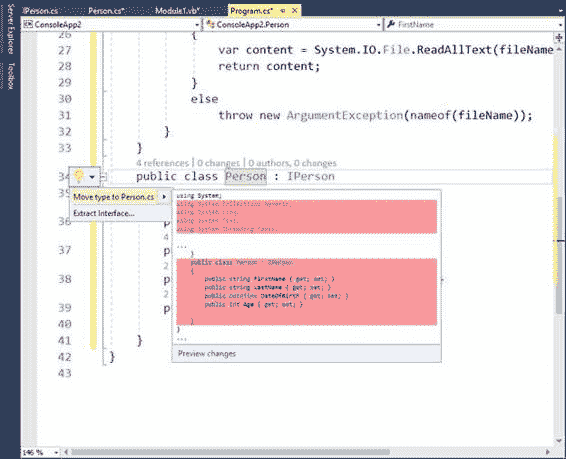 IPerson.cs
Person.cs*
Module1.vb*
Program.cs*
Server Explorer
Toolbox
ConsoleApp2
ConsoleApp2.Person
FirstName
26 {
27 var content = System.IO.File.ReadAllText(fileName
28 return content;
29 }
30 else
31 throw new ArgumentException(nameof(fileName));
32 }
33 }
4 references | 0 changes | 0 authors, 0 changes
34 public class Person : IPerson
35
Move type to Person.cs
Extract Interface...
using System;
using System.Collections.Generic;
using System.Linq;
using System.Text;
using System.Threading.Tasks;
...
}
public class Person : IPerson
{
public string FirstName { get; set; }
public string LastName { get; set; }
public DateTime DateOfBirth { get; set; }
public int Age { get; set; }
}
}
...
Preview changes
36 p
4
37 p
2
38 p
2
39 p
40
41 }
42 }
43
146 %